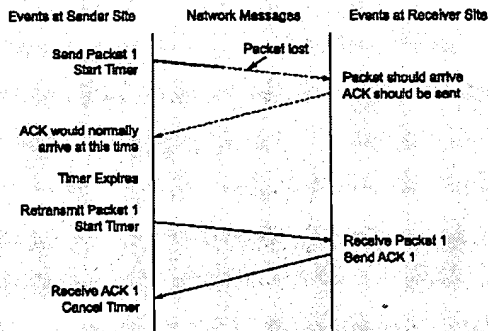 Events at Sender Site
Network Messages
Events at Receiver Site
Packet lost
Send Packet 1
Start Timer
Packet should arrive
ACK should be sent
ACK would normally
arrive at this time
Timer Expires
Retransmit Packet 1
Start Timer
Receive Packet 1
Send ACK 1
Receive ACK 1
Cancel Timer